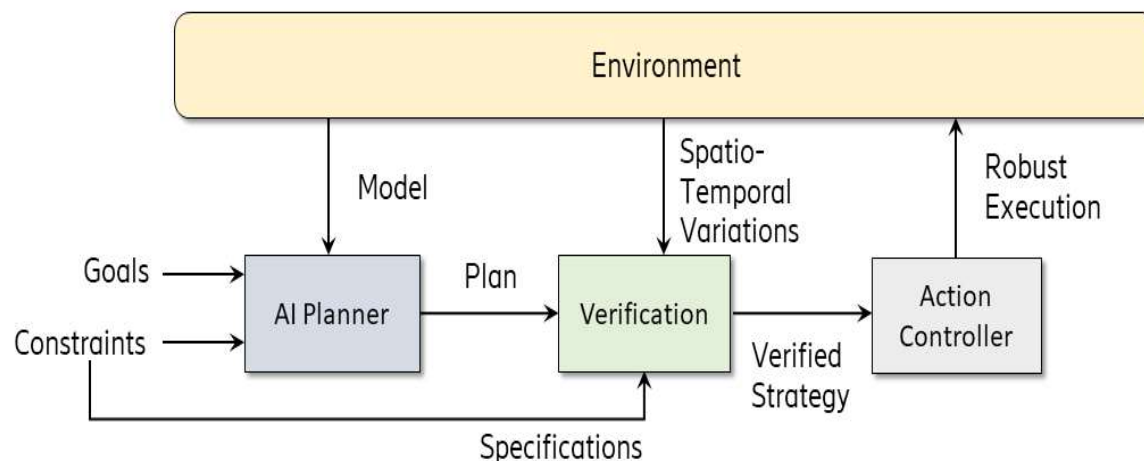 Environment
Model
Spatio-
Temporal
Variations
Robust
Execution
Goals
Constraints
AI Planner
Plan
Verification
Verified
Strategy
Action
Controller
Specifications